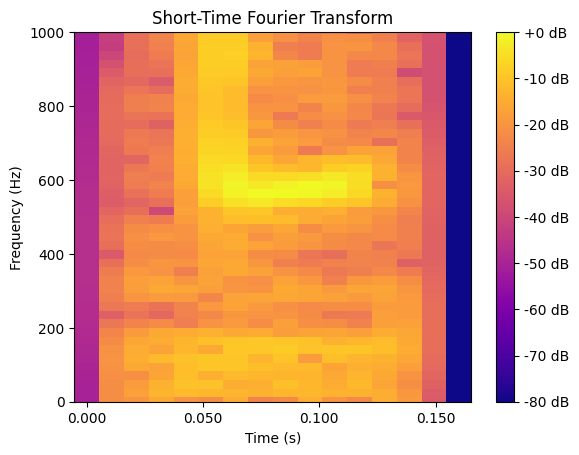 Short-Time Fourier Transform
1000
800
600
400
200
0
Frequency (Hz)
0.000
0.050
0.100
0.150
Time (s)
+0 dB
-10 dB
-20 dB
-30 dB
-40 dB
-50 dB
-60 dB
-70 dB
-80 dB